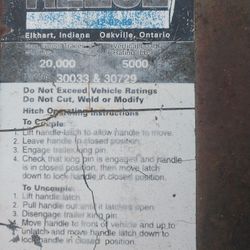 REESE
Elkhart, Indiana Oakville, Ontario
20,000 5000
30033 & 30729
Do Not Exceed Vehicle Ratings
Do Not Cut, Weld or Modify
Hitch Operating Instructions
To Couple:
1. Lift handle latch to allow handle to move.
2. Leave handle in closed position.
3. Engage trailer king pin.
4. Check that king pin is engaged and handle
is in closed position, then move latch
down to lock handle in closed position.
To Uncouple:
1. Lift handle latch.
2. Pull handle out until it latches open.
3. Disengage trailer king pin.
4. Move handle to front of vehicle and up to
unlatch and move handle latch down to
lock handle in closed position.